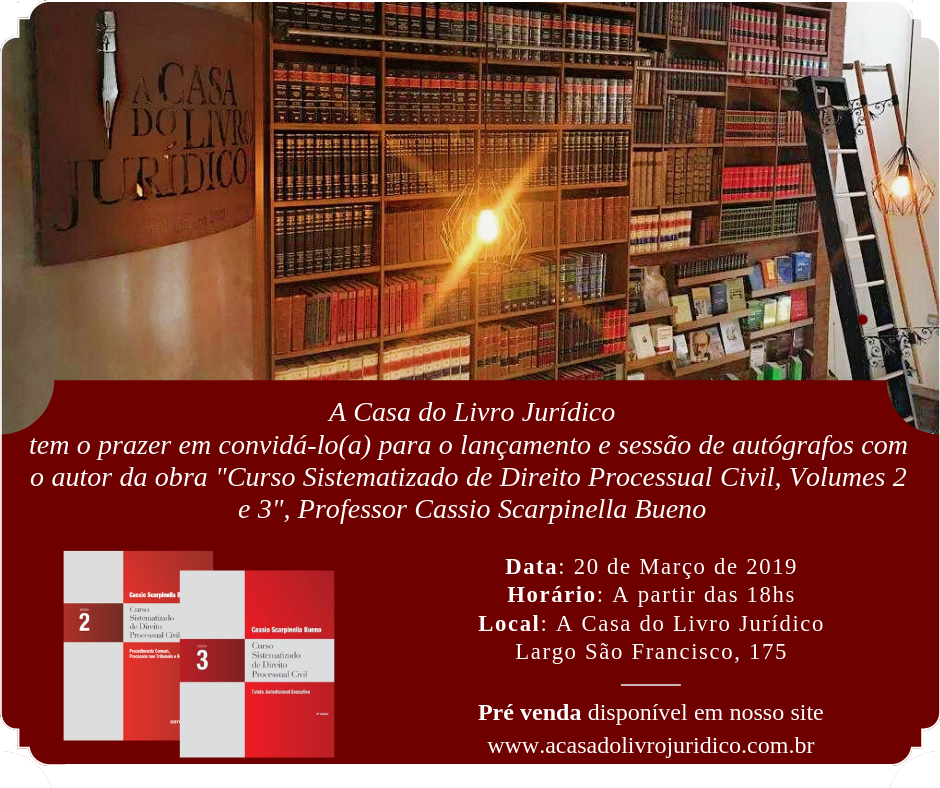 A CASA
DO LIVRO
JURÍDICO
A Casa do Livro Jurídico
tem o prazer em convidá-lo(a) para o lançamento e sessão de autógrafos com
o autor da obra "Curso Sistematizado de Direito Processual Civil, Volumes 2
e 3", Professor Cassio Scarpinella Bueno
Data: 20 de Março de 2019
Horário: A partir das 18hs
Local: A Casa do Livro Jurídico
Largo São Francisco, 175
Pré venda disponível em nosso site
www.acasadolivrojuridico.com.br
Cassio Scarpinella B
2
Curso
Sistematizado
de Direito
Processual Civil
Procedimento Comum,
Cassio Scarpinella Bueno
3
Curso
Sistematizado
de Direito
Processual Civil
Tutela Jurisdicional Executiva